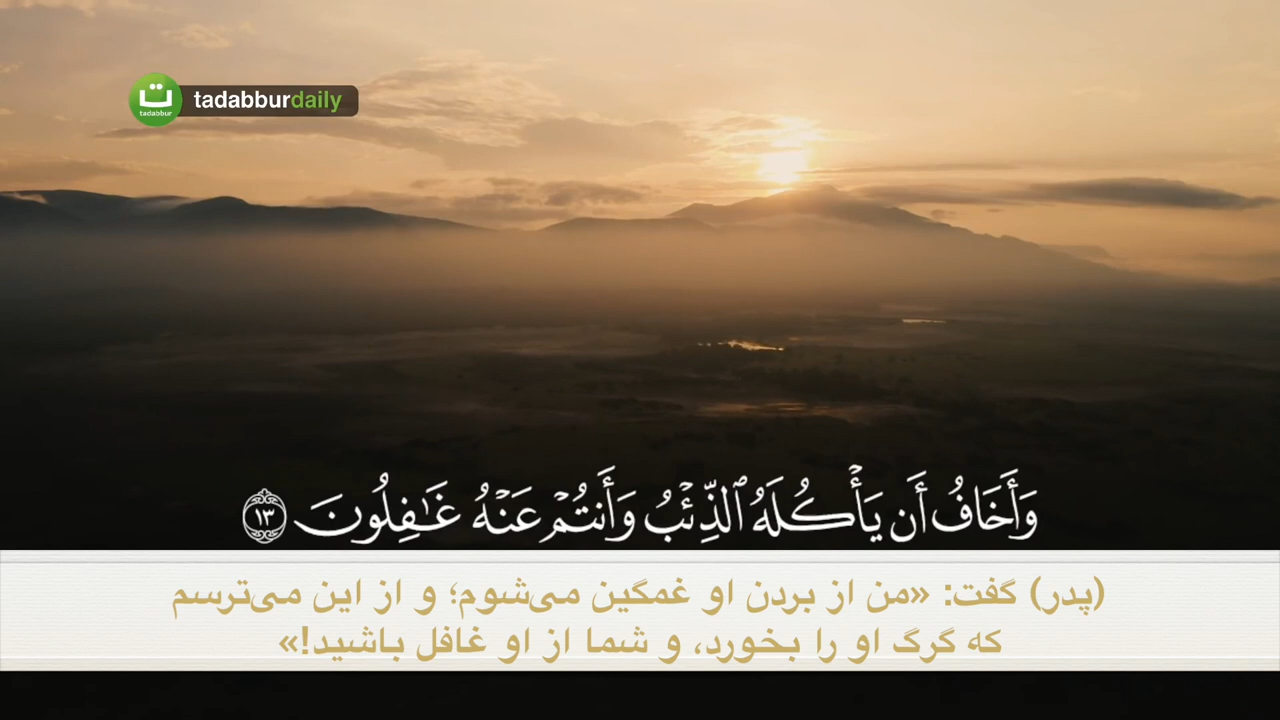 ت
tadabbur
tadabburdaily
وَأَخَافُ أَن يَأْكُلَهُ ٱلذِّئْبُ وَأَنتُمْ عَنْهُ غَٰفِلُونَ ١٣
(پدر) گفت: «من از بردن او غمگین می‌شوم؛ و از این می‌ترسم
که گرگ او را بخورد، و شما از او غافل باشید!»